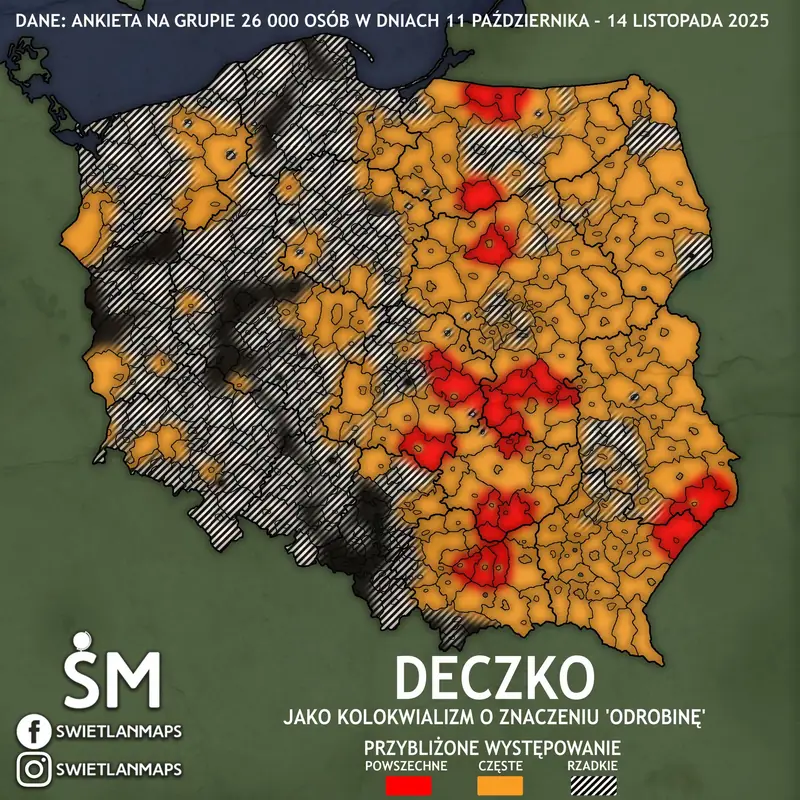 DANE: ANKIETA NA GRUPIE 26 000 OSÓB W DNIACH 11 PAŹDZIERNIKA - 14 LISTOPADA 2025
ŚM
SWIETLANMAPS
SWIETLANMAPS
DECZKO
JAKO KOLOKWIALIZM O ZNACZENIU 'ODROBINĘ'
PRZYBLIŻONE WYSTĘPOWANIE
POWSZECHNE CZĘSTE RZADKIE